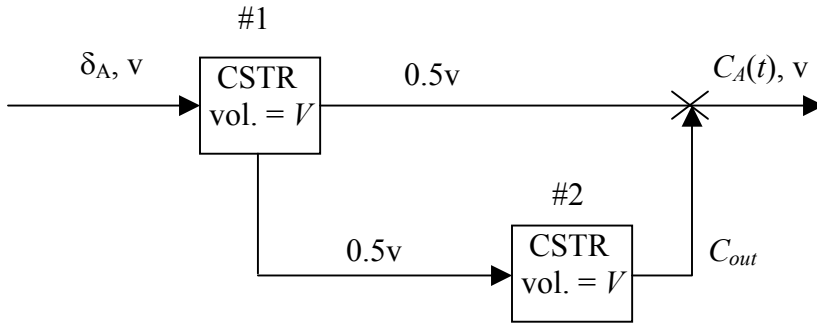 #1
δA, v
CSTR
vol. = V
0.5v
CA(t), v
#2
0.5v
CSTR
vol. = V
Cout